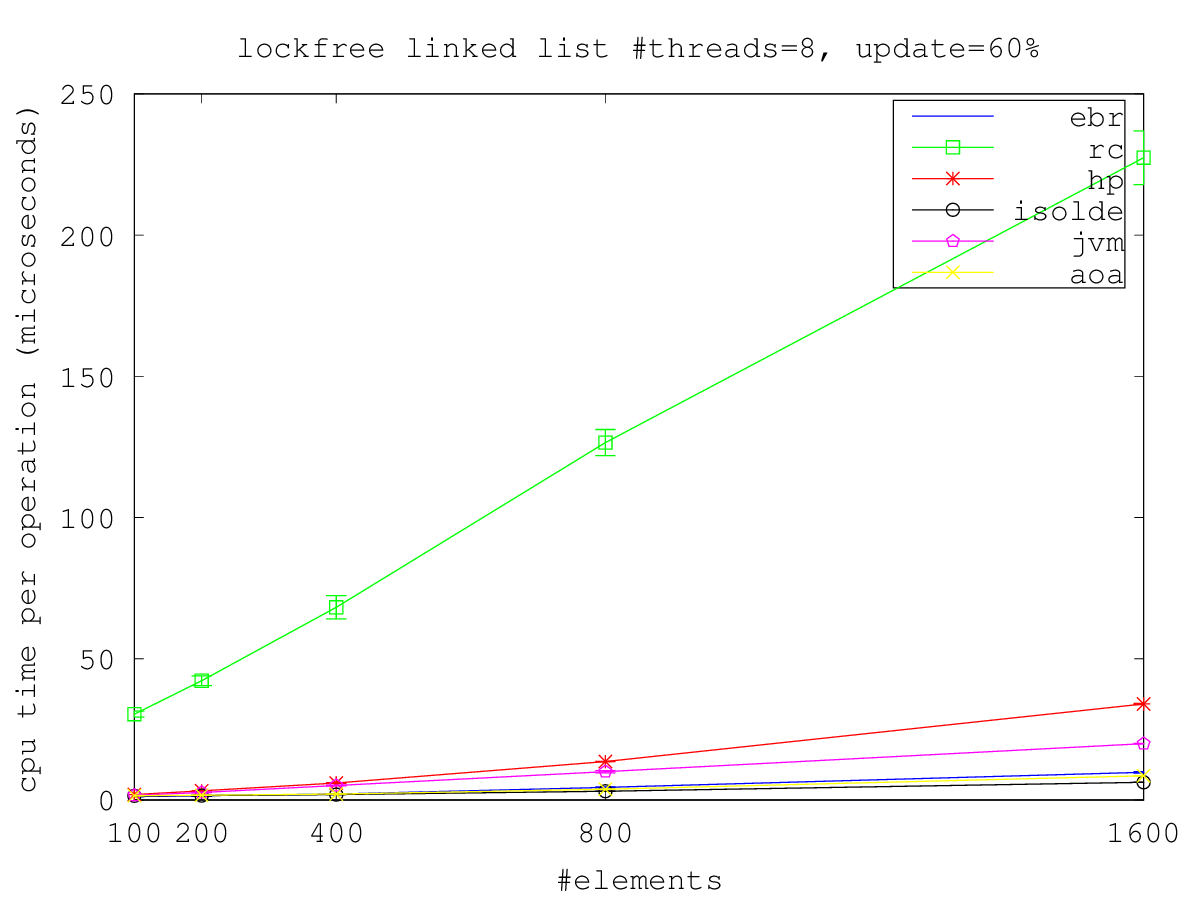 lockfree linked list #threads=8, update=60%
250
200
150
100
50
0
cpu time per operation (microseconds)
ebr
rc
hp
isolde
jvm
aoa
100 200 400 800 1600
#elements